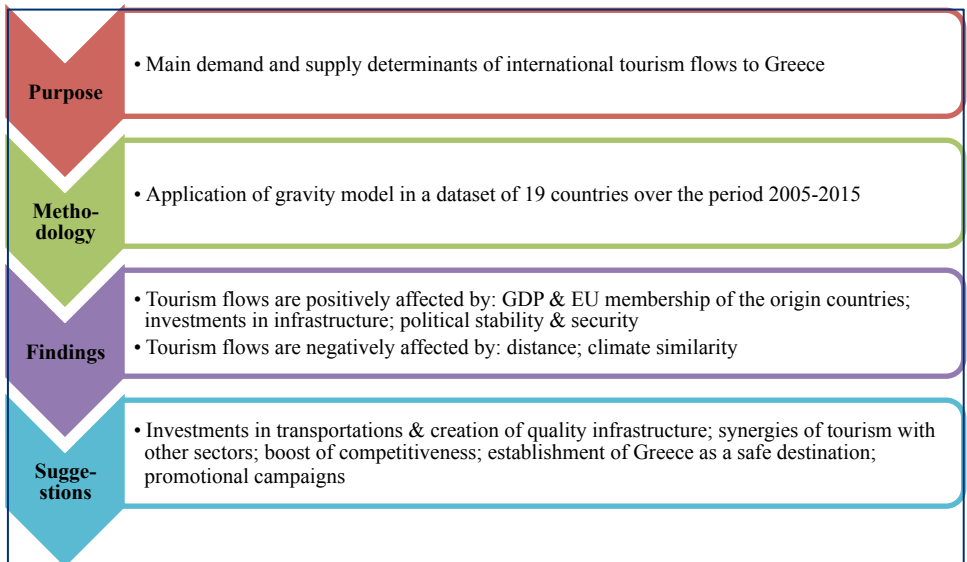 Purpose
• Main demand and supply determinants of international tourism flows to Greece
Metho-
dology
• Application of gravity model in a dataset of 19 countries over the period 2005-2015
Findings
• Tourism flows are positively affected by: GDP & EU membership of the origin countries;
investments in infrastructure; political stability & security
• Tourism flows are negatively affected by: distance; climate similarity
Sugge-
stions
• Investments in transportations & creation of quality infrastructure; synergies of tourism with
other sectors; boost of competitiveness; establishment of Greece as a safe destination;
promotional campaigns